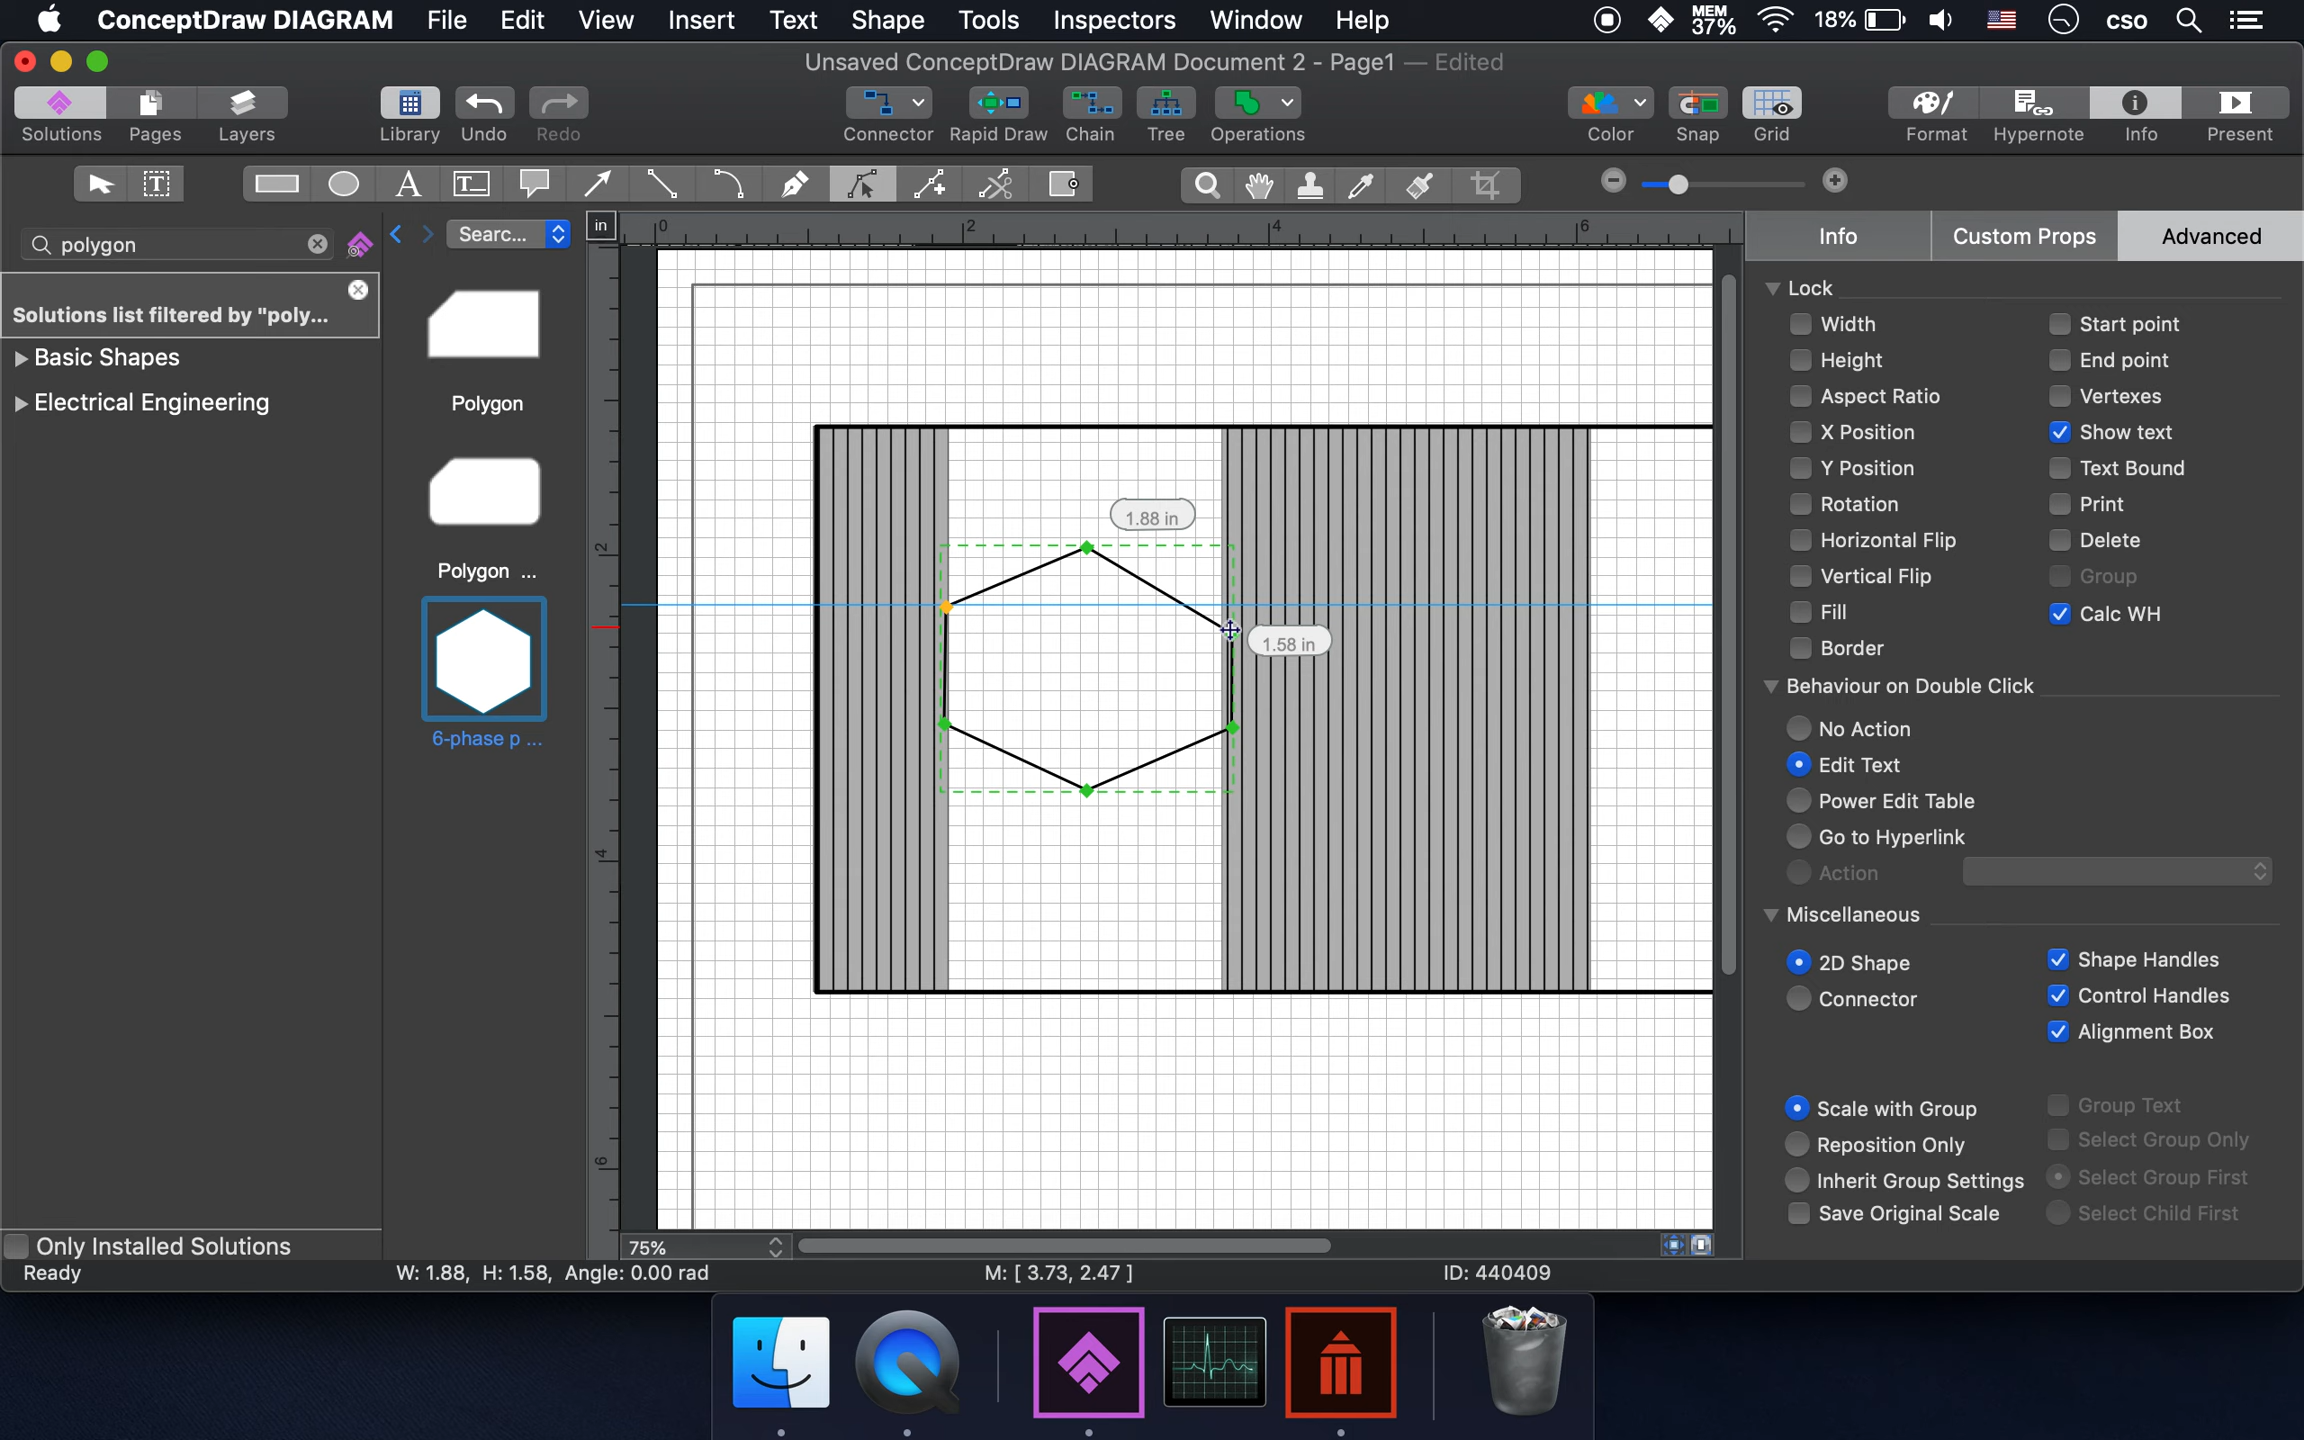 ConceptDraw DIAGRAM File Edit View Insert Text Shape Objects Tools Inspectors Window Help MEM 37% 18% CSO
Unsaved ConceptDraw DIAGRAM Document 2 - Page1 — Edited
Solutions Pages Layers Library Undo Redo Connector Rapid Draw Chain Tree Operations Color Snap Grid Format Hypernote Info Present
A T
polygon
Searc...
in
0 2 4 6
Info Custom Props Advanced
Solutions list filtered by "poly...
Basic Shapes
Electrical Engineering
Polygon
Polygon ...
6-phase p ...
2
4
6
1.88 in
1.58 in
Lock
Width Start point
Height End point
Aspect Ratio Vertexes
X Position Show text
Y Position Text Bound
Rotation Print
Horizontal Flip Delete
Vertical Flip Group
Fill Calc WH
Border
Behaviour on Double Click
No Action
Edit Text
Power Edit Table
Go to Hyperlink
Action
Miscellaneous
2D Shape Shape Handles
Connector Control Handles
Alignment Box
Scale with Group Group Text
Reposition Only Select Group Only
Inherit Group Settings Select Group First
Save Original Scale Select Child First
Only Installed Solutions
75%
Ready W: 1.88, H: 1.58, Angle: 0.00 rad M: [ 3.73, 2.47 ] ID: 440409